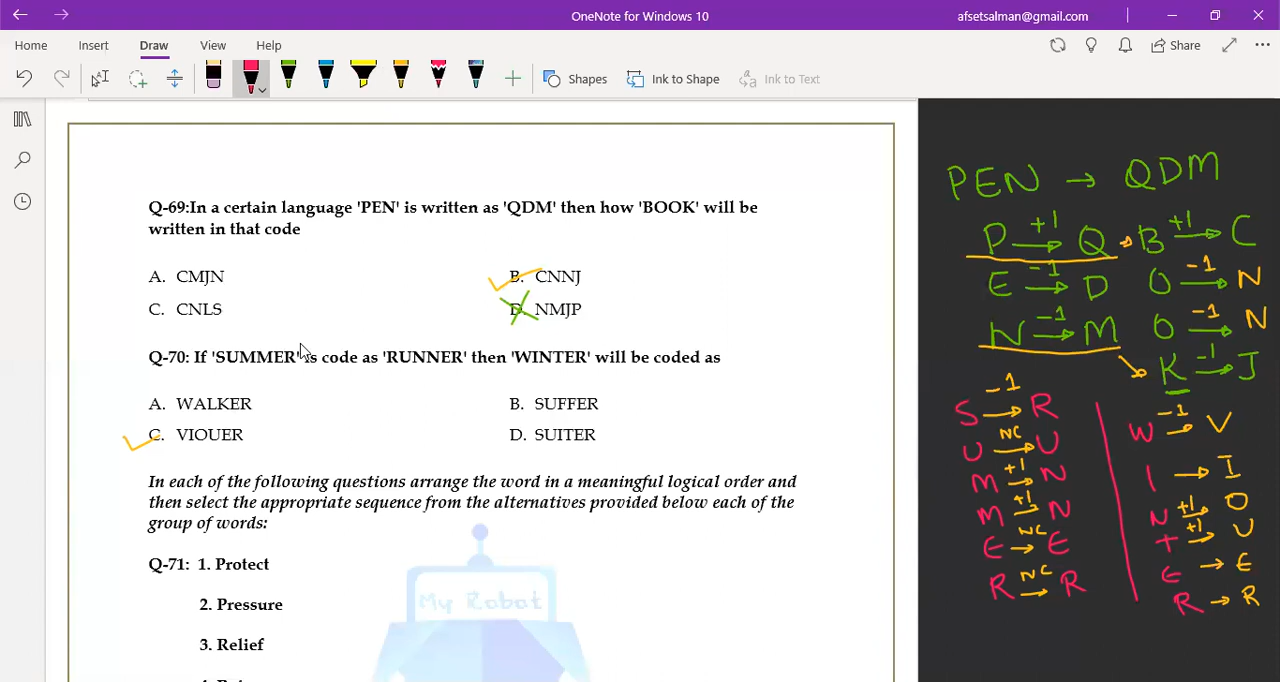 OneNote for Windows 10
afsetsalman@gmail.com
Home Insert Draw View Help
Share
Shapes Ink to Shape Ink to Text
Q-69:In a certain language 'PEN' is written as 'QDM' then how 'BOOK' will be
written in that code
A. CMJN B. CNNJ
C. CNLS D. NMJP
Q-70: If 'SUMMER' is code as 'RUNNER' then 'WINTER' will be coded as
A. WALKER B. SUFFER
C. VIOUER D. SUITER
In each of the following questions arrange the word in a meaningful logical order and
then select the appropriate sequence from the alternatives provided below each of the
group of words:
Q-71: 1. Protect
2. Pressure
3. Relief
My Robot
PEN → QDM
P +1 → Q B +1 → C
E -1 → D O -1 → N
N -1 → M O -1 → N
K -1 → J
S -1 → R W -1 → V
U NC → U I → I
M +1 → N N +1 → O
M +1 → N T +1 → U
E NC → E E → E
R NC → R R → R